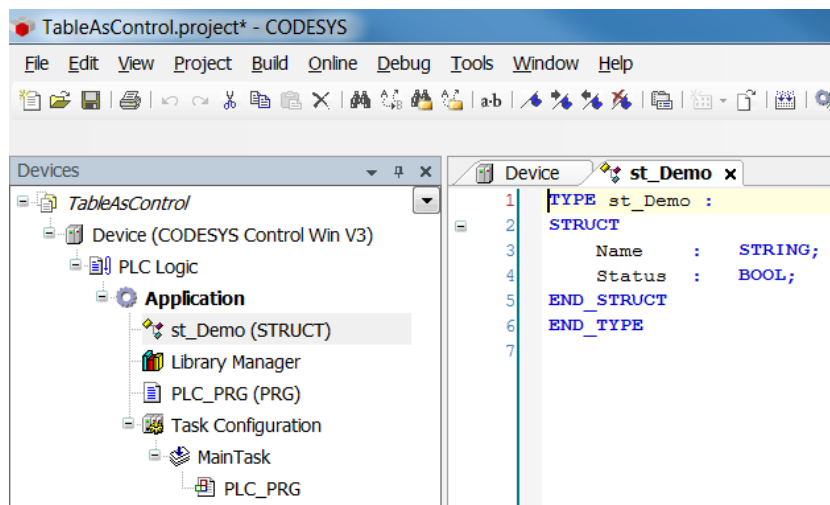 TableAsControl.project* - CODESYS
File Edit View Project Build Online Debug Tools Window Help
a·b
Devices
TableAsControl
Device (CODESYS Control Win V3)
PLC Logic
Application
st_Demo (STRUCT)
Library Manager
PLC_PRG (PRG)
Task Configuration
MainTask
PLC_PRG
Device st_Demo x
1 TYPE st_Demo :
2 STRUCT
3 Name : STRING;
4 Status : BOOL;
5 END_STRUCT
6 END_TYPE
7